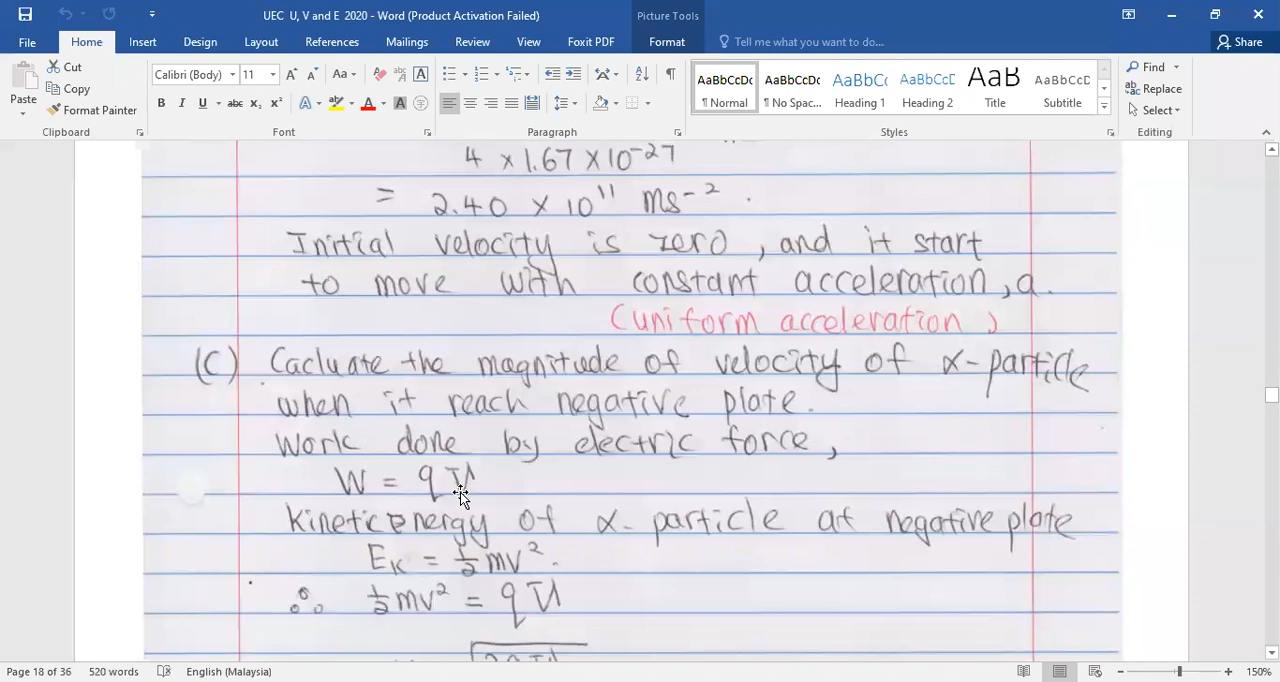 UEC U, V and E 2020 - Word (Product Activation Failed)
Picture Tools
File
Home
Insert
Design
Layout
References
Mailings
Review
View
Foxit PDF
Format
Tell me what you want to do...
Share
Paste
Cut
Copy
Format Painter
Clipboard
Calibri (Body)
11
Font
Paragraph
AaBbCcDc
¶ Normal
AaBbCcDc
¶ No Spac...
AaBbCc
Heading 1
AaBbCcD
Heading 2
AaB
Title
AaBbCcD
Subtitle
Styles
Find
Replace
Select
Editing
4 × 1.67 × 10⁻²⁷
= 2.40 × 10¹¹ ms⁻² .
Initial velocity is zero, and it start
to move with constant acceleration, a.
(uniform acceleration)
(C) Cacluate the magnitude of velocity of α-particle
when it reach negative plate.
Work done by electric force,
W = q
Kinetic energy of α-particle at negative plate
E_K = ½mv².
∴ ½mv² = q
Page 18 of 36
520 words
English (Malaysia)
150%